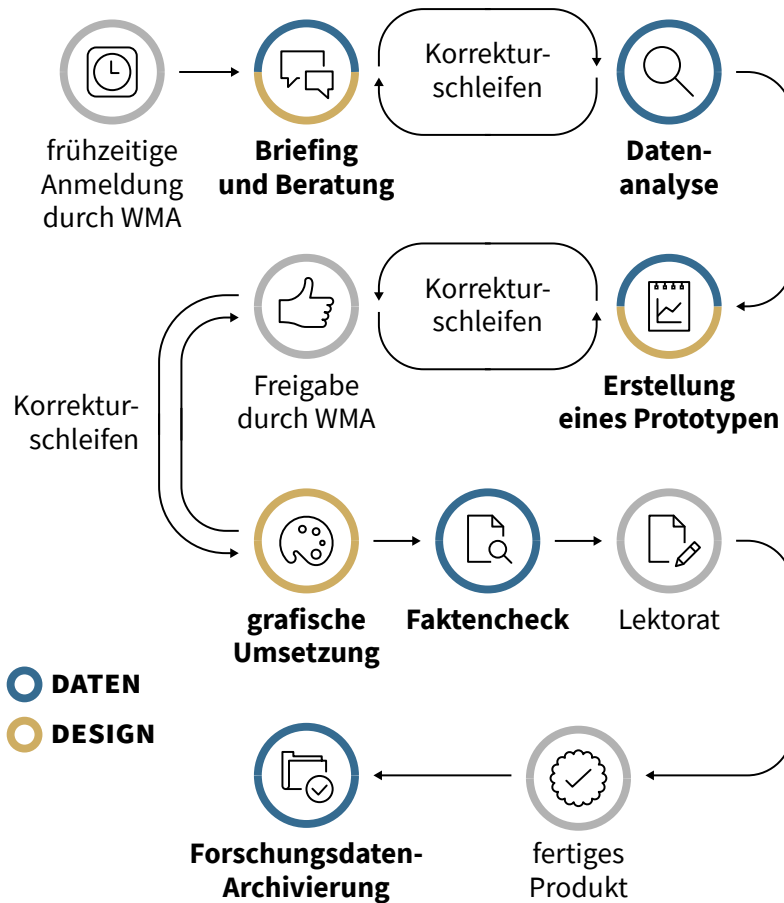 frühzeitige
Anmeldung
durch WMA
Briefing
und Beratung
Korrektur-
schleifen
Daten-
analyse
Korrektur-
schleifen
Freigabe
durch WMA
Erstellung
eines Prototypen
Korrektur-
schleifen
grafische
Umsetzung
Faktencheck
Lektorat
DATEN
DESIGN
Forschungsdaten-
Archivierung
fertiges
Produkt